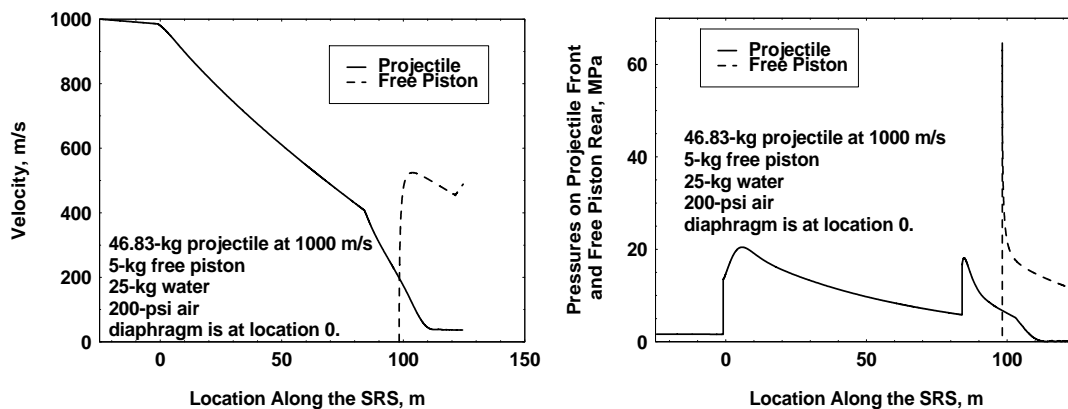 1000
800
600
400
200
0
Velocity, m/s
Projectile
Free Piston
46.83-kg projectile at 1000 m/s
5-kg free piston
25-kg water
200-psi air
diaphragm is at location 0.
0
50
100
150
Location Along the SRS, m
60
40
20
0
Pressures on Projectile Front
and Free Piston Rear, MPa
Projectile
Free Piston
46.83-kg projectile at 1000 m/s
5-kg free piston
25-kg water
200-psi air
diaphragm is at location 0.
0
50
100
Location Along the SRS, m